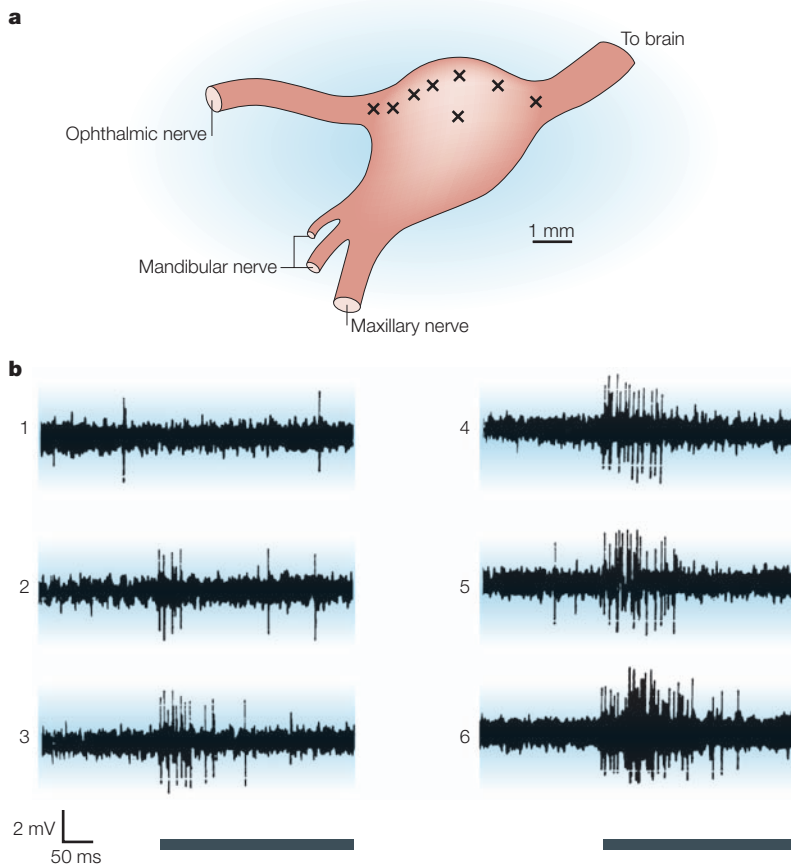 a
To brain
Ophthalmic nerve
1 mm
Mandibular nerve
Maxillary nerve
b
1
4
2
5
3
6
2 mV
50 ms